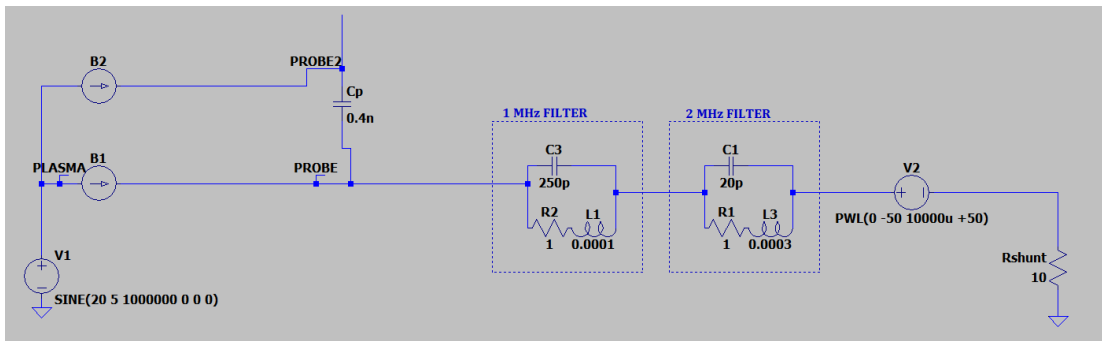 B2
PROBE2
Cp
0.4n
1 MHz FILTER
2 MHz FILTER
PLASMA
B1
PROBE
C3
250p
C1
20p
V2
+
-
PWL(0 -50 10000u +50)
R2
L1
1
0.0001
R1
L3
1
0.0003
V1
+
-
SINE(20 5 1000000 0 0 0)
Rshunt
10